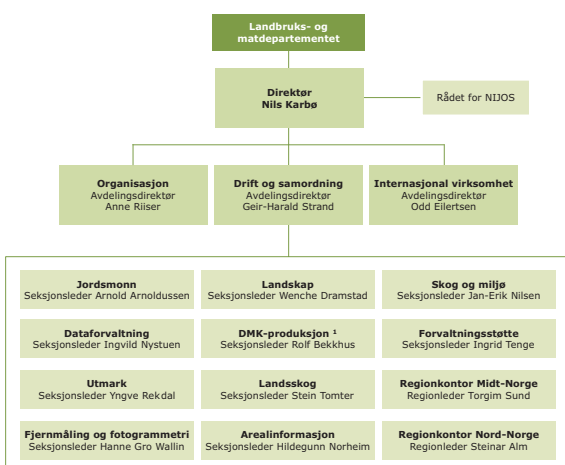 Landbruks- og
matdepartementet
Direktør
Nils Karbø
Rådet for NIJOS
Organisasjon
Avdelingsdirektør
Anne Riiser
Drift og samordning
Avdelingsdirektør
Geir-Harald Strand
Internasjonal virksomhet
Avdelingsdirektør
Odd Eilertsen
Jordsmonn
Seksjonsleder Arnold Arnoldussen
Landskap
Seksjonsleder Wenche Dramstad
Skog og miljø
Seksjonsleder Jan-Erik Nilsen
Dataforvaltning
Seksjonsleder Ingvild Nystuen
DMK-produksjon ¹
Seksjonsleder Rolf Bekkhus
Forvaltningsstøtte
Seksjonsleder Ingrid Tenge
Utmark
Seksjonsleder Yngve Rekdal
Landsskog
Seksjonsleder Stein Tomter
Regionkontor Midt-Norge
Regionleder Torgim Sund
Fjernmåling og fotogrammetri
Seksjonsleder Hanne Gro Wallin
Arealinformasjon
Seksjonsleder Hildegunn Norheim
Regionkontor Nord-Norge
Regionleder Steinar Alm